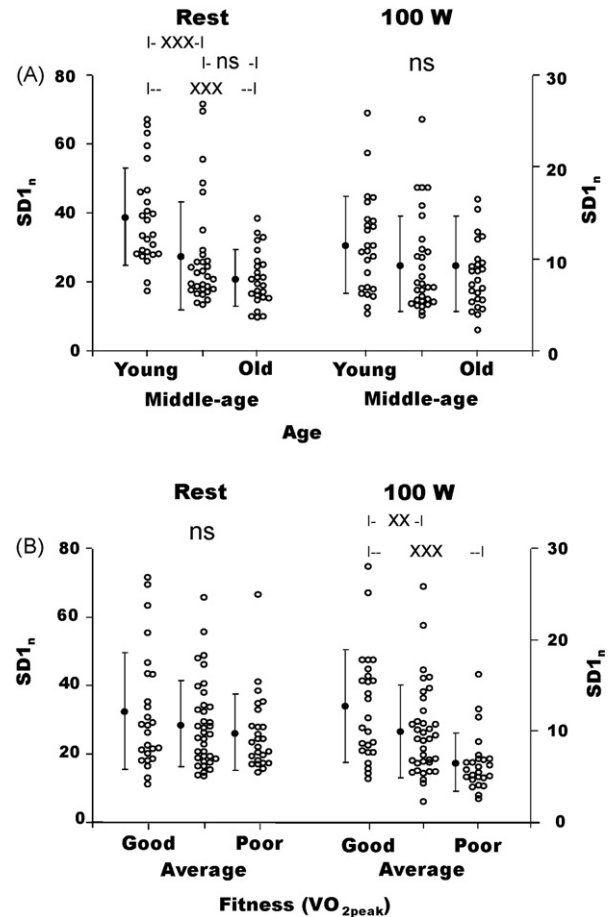 Rest 100 W
(A)
|- xxx-|
|- ns -|
|-- xxx --|
ns
80 60 40 20 0
SD1n
30 20 10 0
SD1n
Young Old Young Old
Middle-age Middle-age
Age
Rest 100 W
(B)
ns
|- xx -|
|-- xxx --|
80 60 40 20 0
SD1n
30 20 10 0
SD1n
Good Poor Good Poor
Average Average
Fitness (VO2peak)